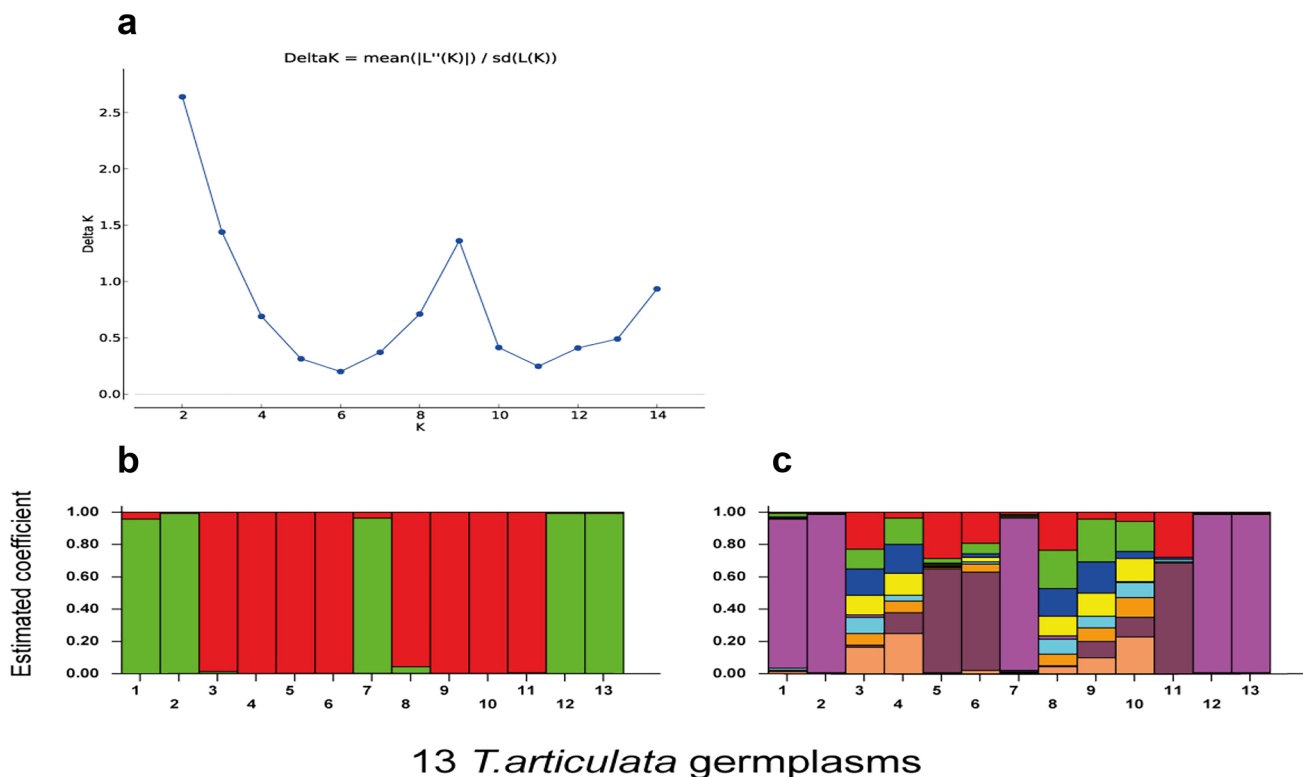 a
DeltaK = mean(|L''(K)|) / sd(L(K))
Delta K
2.5
2.0
1.5
1.0
0.5
0.0
2 4 6 8 10 12 14
K
b
c
Estimated coefficient
1.00
0.80
0.60
0.40
0.20
0.00
1 2 3 4 5 6 7 8 9 10 11 12 13
1.00
0.80
0.60
0.40
0.20
0.00
1 2 3 4 5 6 7 8 9 10 11 12 13
13 T.articulata germplasms